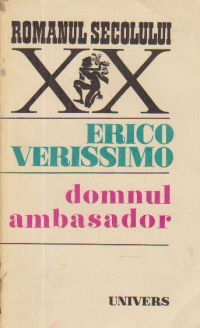 ROMANUL SECOLULUI
XX
ERICO
VERISSIMO
domnul
ambasador
UNIVERS